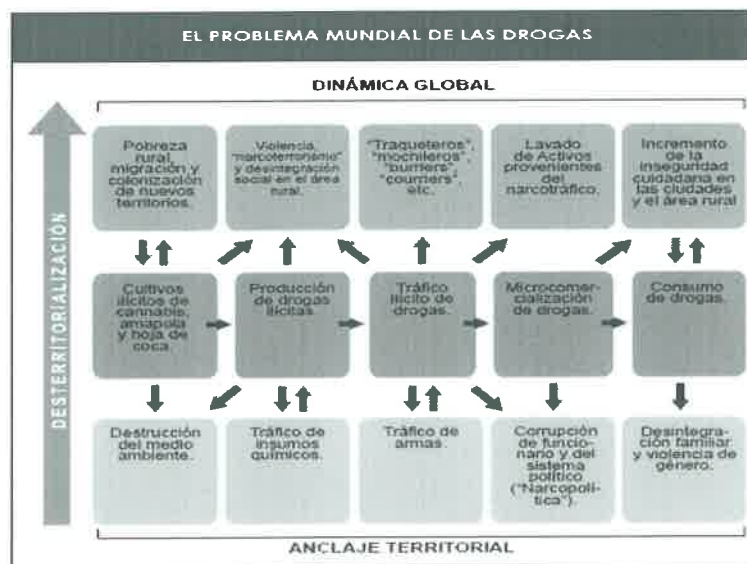 EL PROBLEMA MUNDIAL DE LAS DROGAS
DINÁMICA GLOBAL
DESTERRITORIALIZACIÓN
Pobreza
rural,
migración y
colonización
de nuevos
territorios.
Violencia,
"narcoterrorismo"
y desintegración
social en el área
rural.
"Traqueteros",
"mochileros",
"burriers",
"courriers",
etc.
Lavado
de Activos
provenientes
del
narcotráfico.
Incremento
de la
inseguridad
cuidadana en
las ciudades
y el área rural
Cultivos
ilícitos de
cannabis,
amapola
y hoja de
coca.
Producción
de drogas
ilícitas.
Tráfico
ilícito de
drogas.
Microcomer-
cialización
de drogas.
Consumo
de drogas.
Destrucción
del medio
ambiente.
Tráfico de
insumos
químicos.
Tráfico de
armas.
Corrupción
de funcio-
nario y del
sistema
político
("Narcopolí-
tica").
Desintegra-
ción familiar
y violencia de
género.
ANCLAJE TERRITORIAL